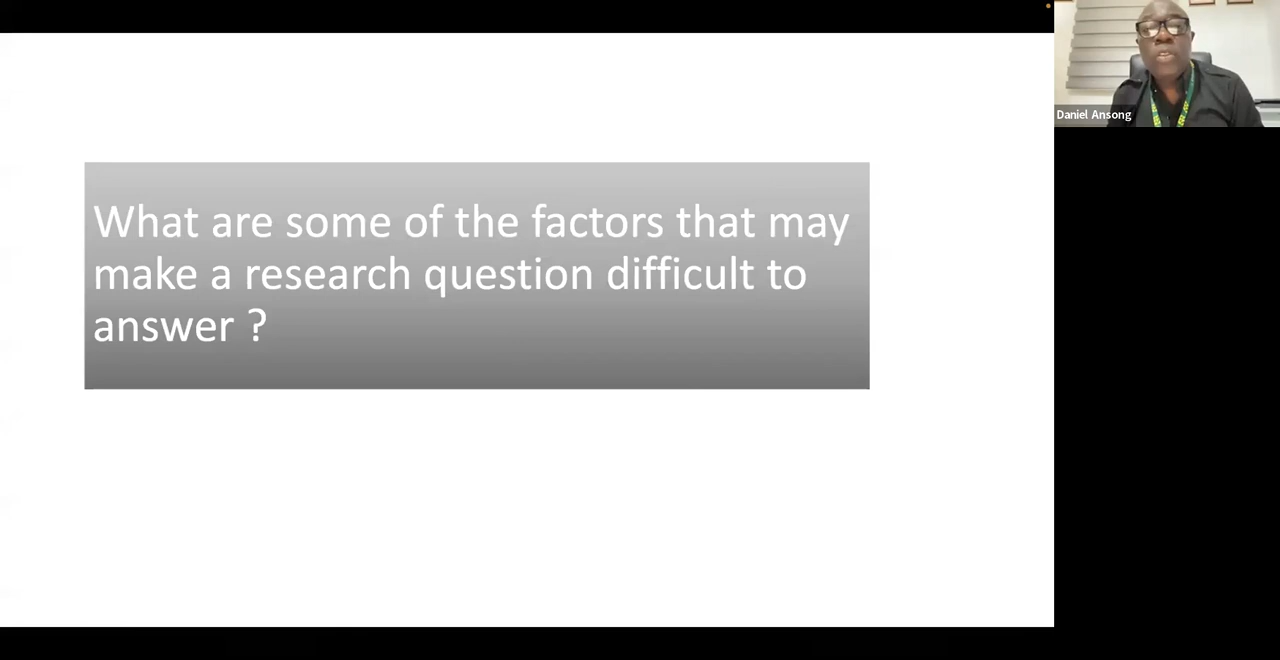 What are some of the factors that may
make a research question difficult to
answer ?
Daniel Ansong